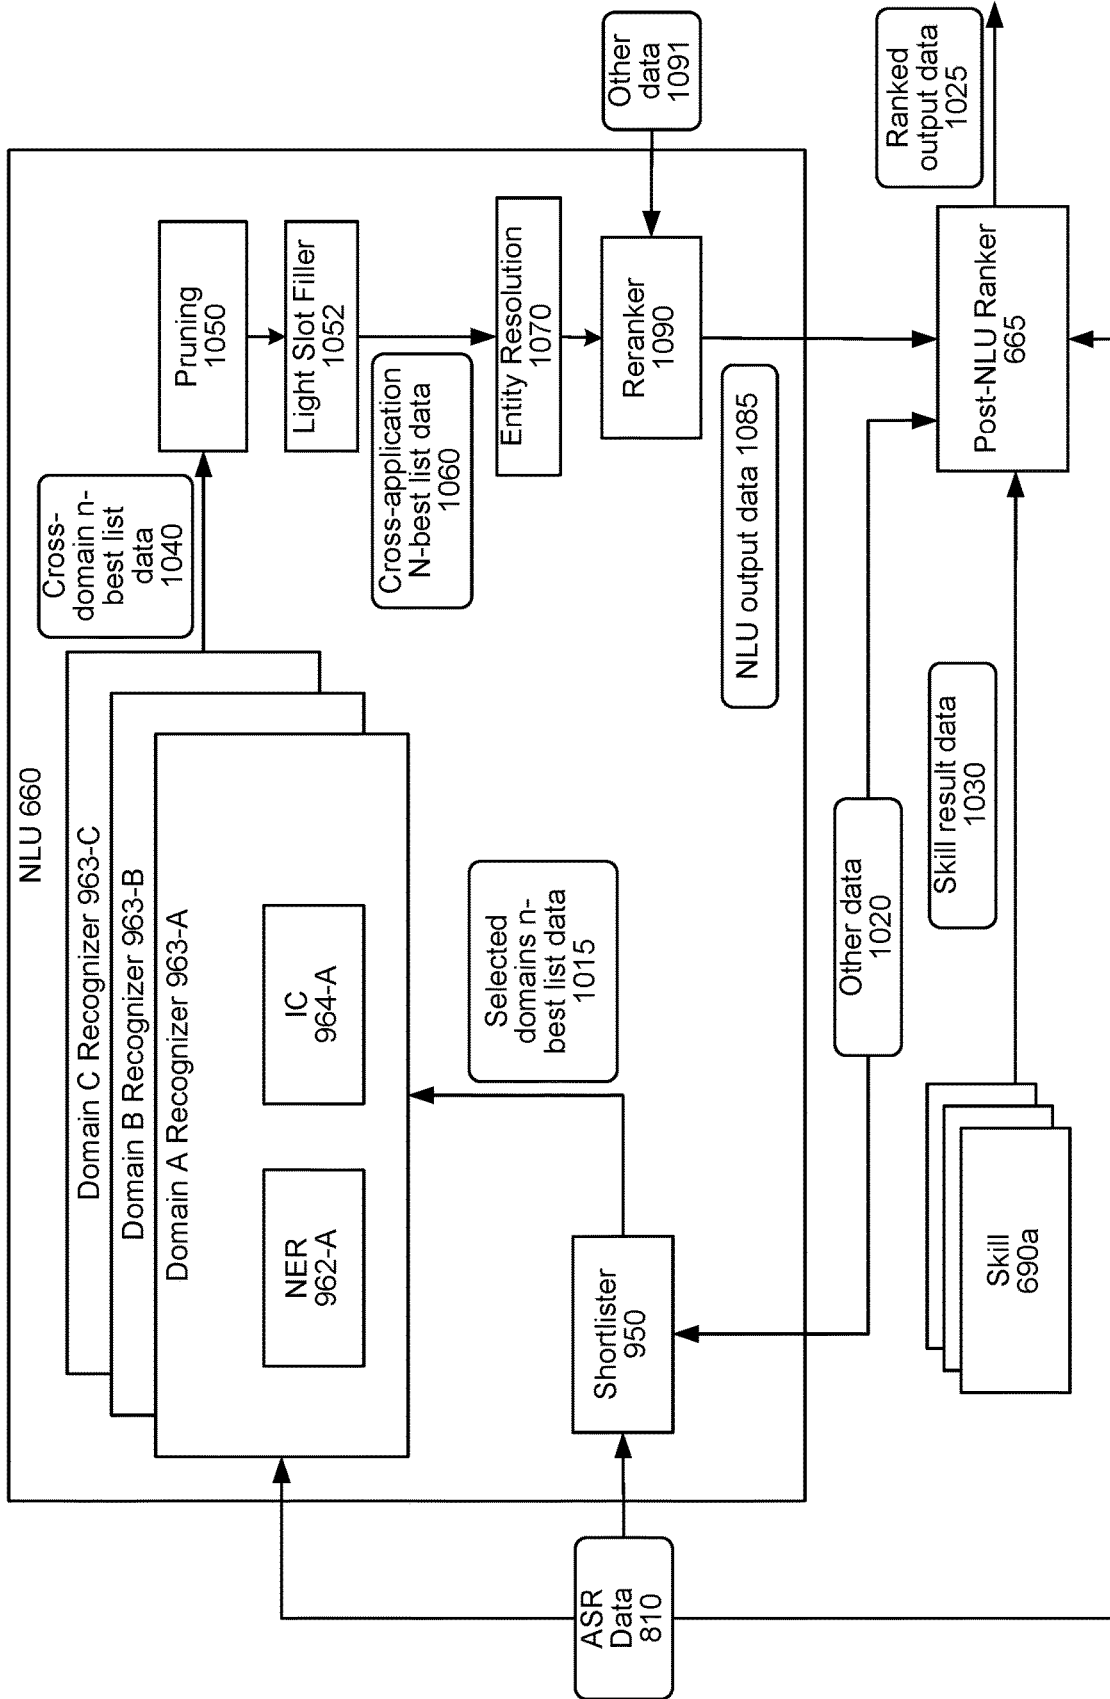 NLU 660
Domain C Recognizer 963-C
Domain B Recognizer 963-B
Domain A Recognizer 963-A
NER
962-A
IC
964-A
Cross-
domain n-
best list
data
1040
Pruning
1050
Light Slot Filler
1052
Cross-application
N-best list data
1060
Entity Resolution
1070
Reranker
1090
Other
data
1091
ASR
Data
810
Shortlister
950
Selected
domains n-
best list data
1015
NLU output data 1085
Other data
1020
Skill
690a
Skill result data
1030
Post-NLU Ranker
665
Ranked
output data
1025